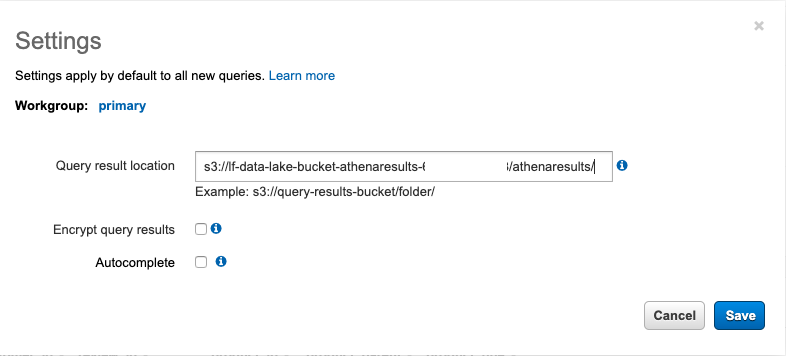 Settings
Settings apply by default to all new queries. Learn more
Workgroup: primary
Query result location s3://lf-data-lake-bucket-athenaresults- /athenaresults/
Example: s3://query-results-bucket/folder/
Encrypt query results
Autocomplete
Cancel Save